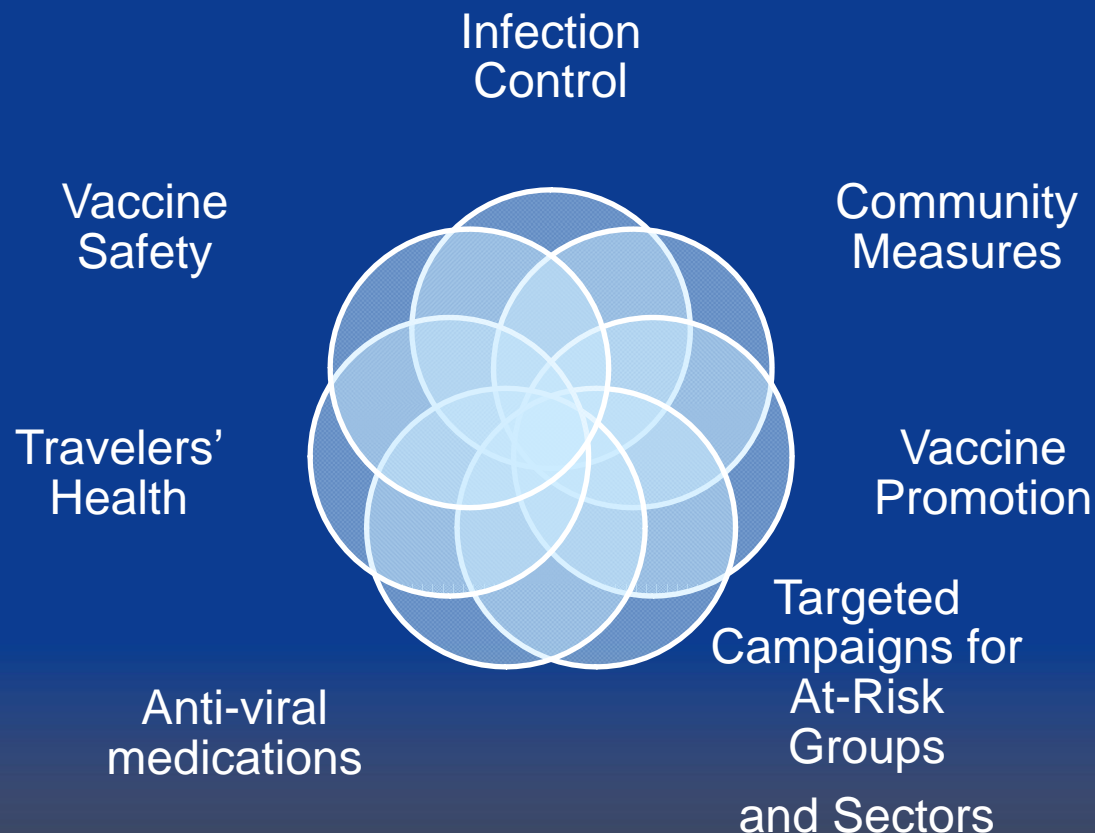 Infection
Control
Vaccine
Safety
Community
Measures
Travelers’
Health
Vaccine
Promotion
Targeted
Campaigns for
At-Risk
Groups
and Sectors
Anti-viral
medications